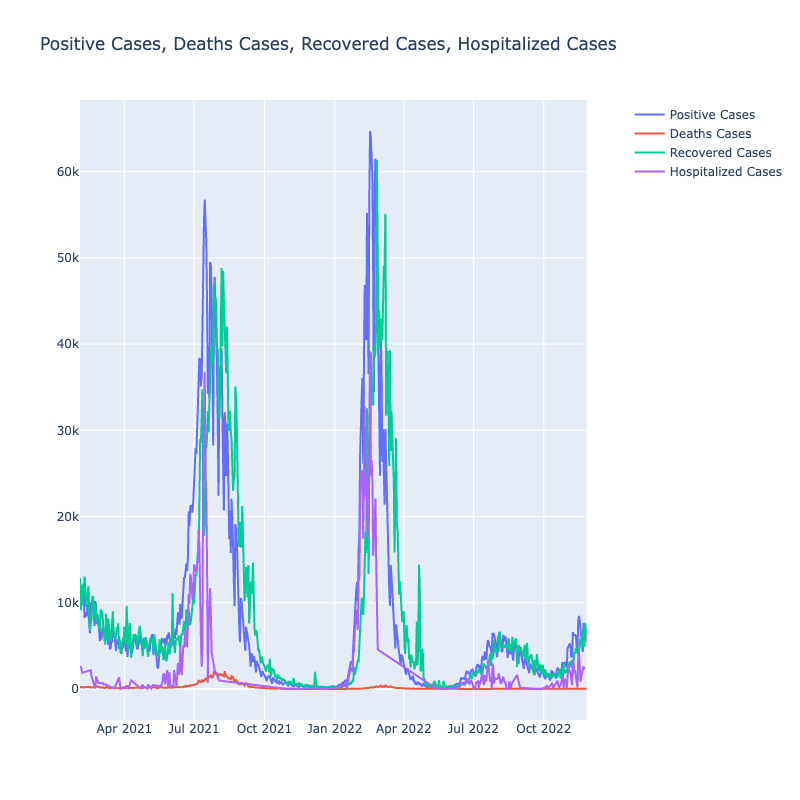 Positive Cases, Deaths Cases, Recovered Cases, Hospitalized Cases
Positive Cases
Deaths Cases
Recovered Cases
Hospitalized Cases
60k
50k
40k
30k
20k
10k
0
Apr 2021 Jul 2021 Oct 2021 Jan 2022 Apr 2022 Jul 2022 Oct 2022